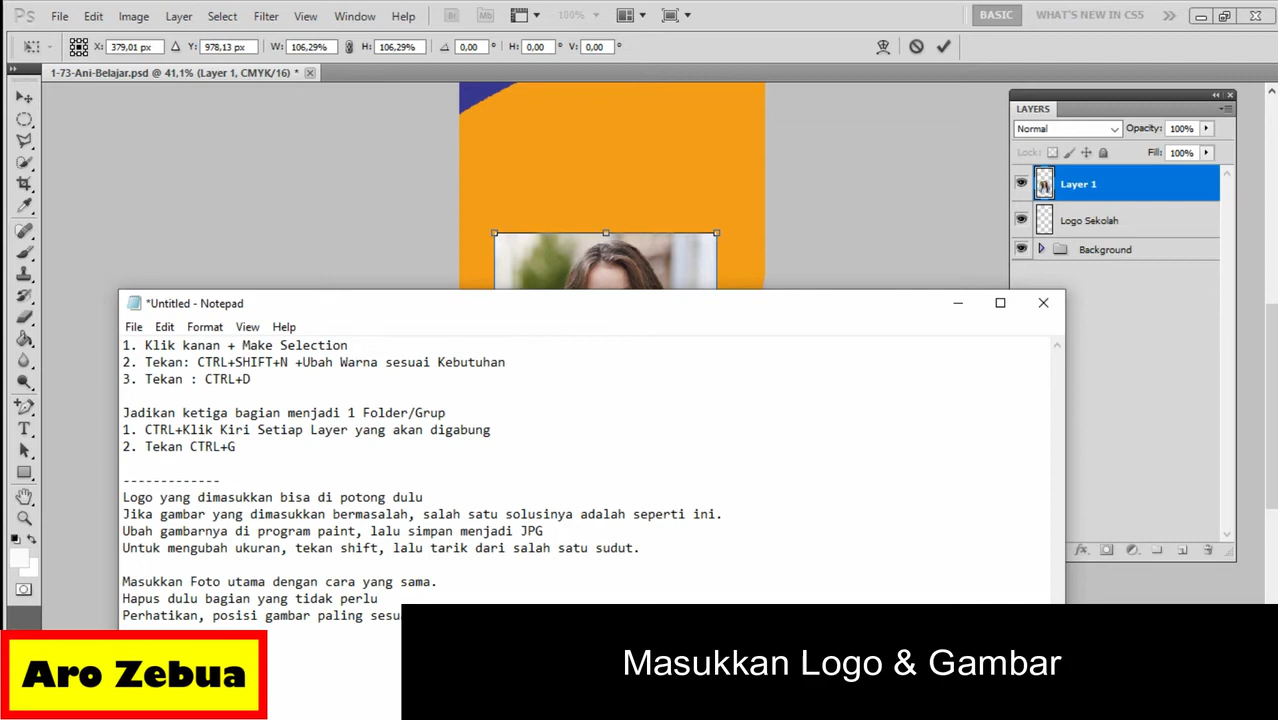 Ps File Edit Image Layer Select Filter View Window Help Br Mb 100% BASIC WHAT'S NEW IN CS5
X: 379,01 px Y: 978,13 px W: 106,29% H: 106,29% 0,00 ° H: 0,00 ° V: 0,00 °
1-73-Ani-Belajar.psd @ 41,1% (Layer 1, CMYK/16) *
LAYERS
Normal Opacity: 100%
Lock: Fill: 100%
Layer 1
Logo Sekolah
Background
*Untitled - Notepad
File Edit Format View Help
1. Klik kanan + Make Selection
2. Tekan: CTRL+SHIFT+N +Ubah Warna sesuai Kebutuhan
3. Tekan : CTRL+D
Jadikan ketiga bagian menjadi 1 Folder/Grup
1. CTRL+Klik Kiri Setiap Layer yang akan digabung
2. Tekan CTRL+G
-------------
Logo yang dimasukkan bisa di potong dulu
Jika gambar yang dimasukkan bermasalah, salah satu solusinya adalah seperti ini.
Ubah gambarnya di program paint, lalu simpan menjadi JPG
Untuk mengubah ukuran, tekan shift, lalu tarik dari salah satu sudut.
Masukkan Foto utama dengan cara yang sama.
Hapus dulu bagian yang tidak perlu
Perhatikan, posisi gambar paling
Aro Zebua
Masukkan Logo & Gambar